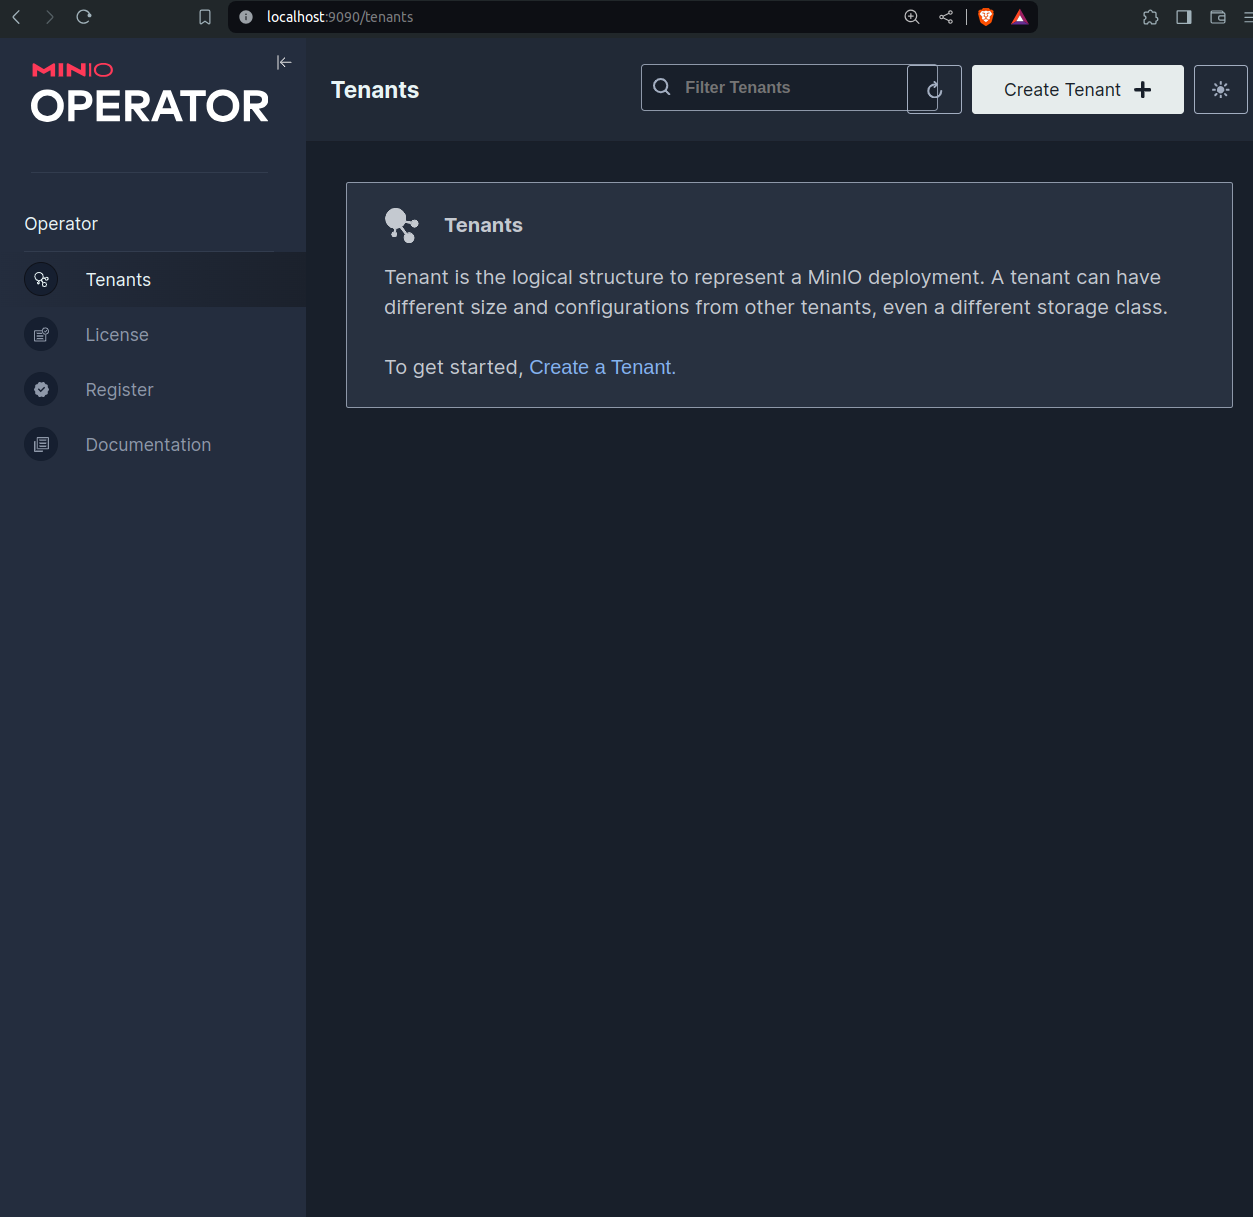 localhost:9090/tenants
MINIO
OPERATOR
Operator
Tenants
License
Register
Documentation
Tenants
Filter Tenants
Create Tenant
Tenants
Tenant is the logical structure to represent a MinIO deployment. A tenant can have
different size and configurations from other tenants, even a different storage class.
To get started, Create a Tenant.